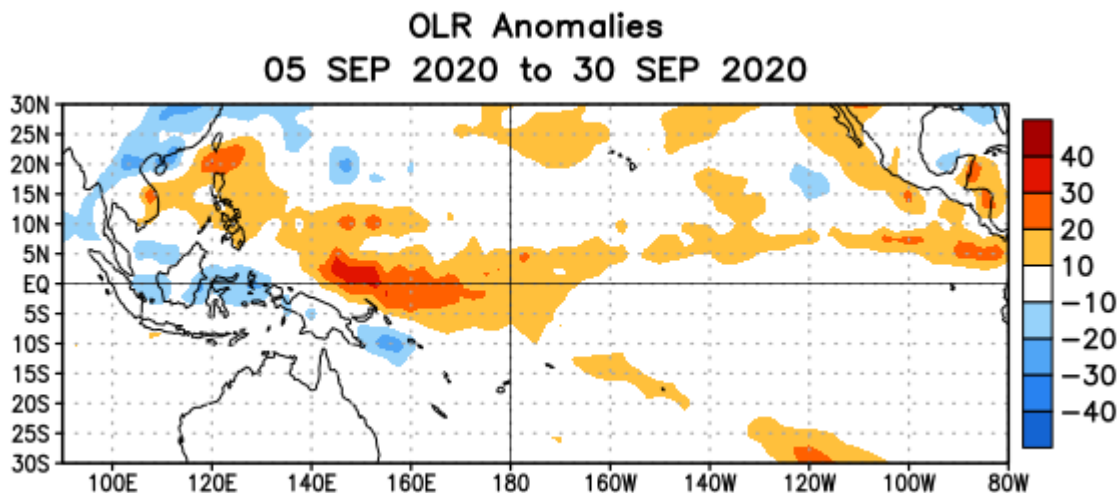 OLR Anomalies
05 SEP 2020 to 30 SEP 2020
30N
25N
20N
15N
10N
5N
EQ
5S
10S
15S
20S
25S
30S
100E 120E 140E 160E 180 160W 140W 120W 100W 80W
40
30
20
10
-10
-20
-30
-40